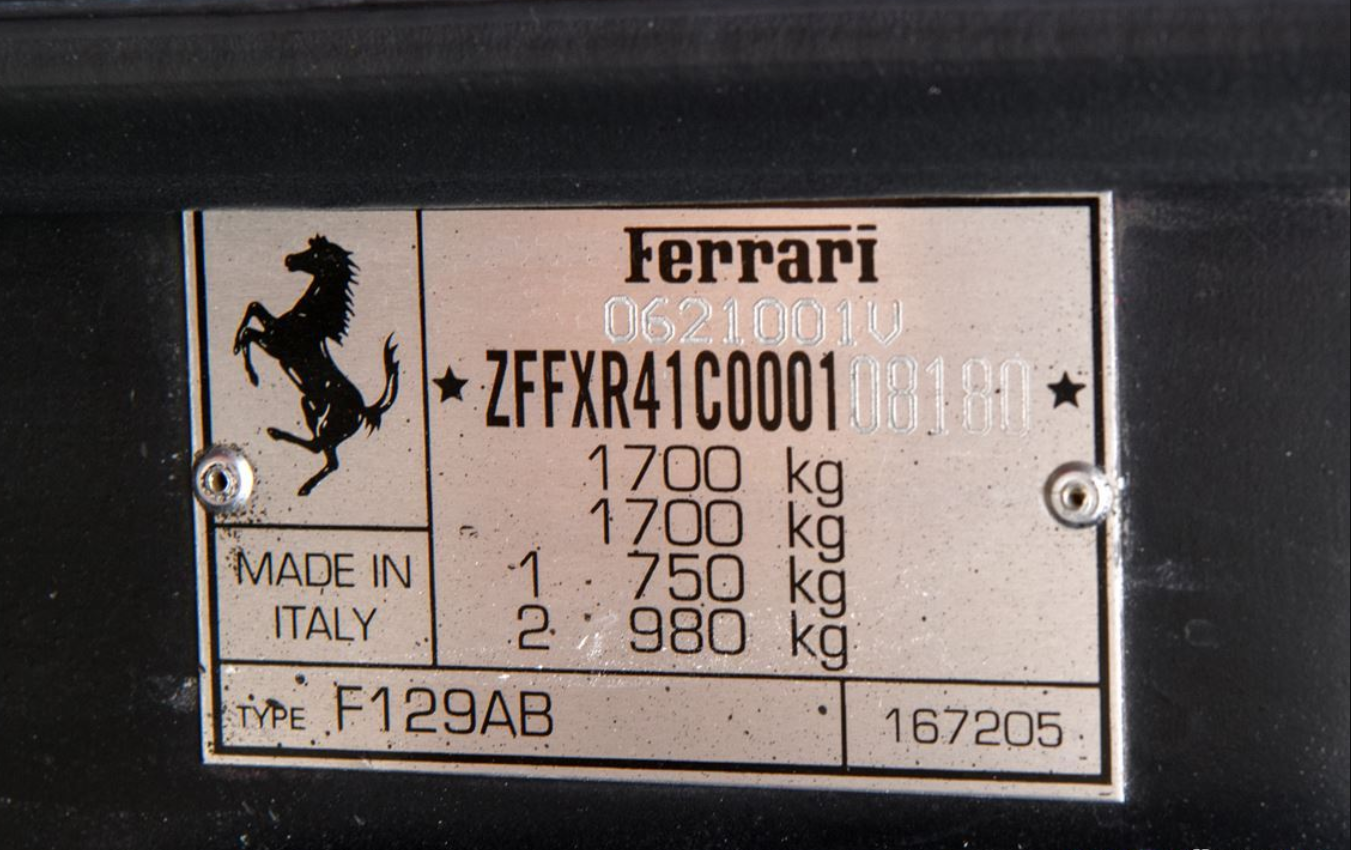 Ferrari
0621001V
★ ZFFXR41C000108180 ★
1700 kg
1700 kg
1 750 kg
2 980 kg
MADE IN
ITALY
TYPE F129AB
167205